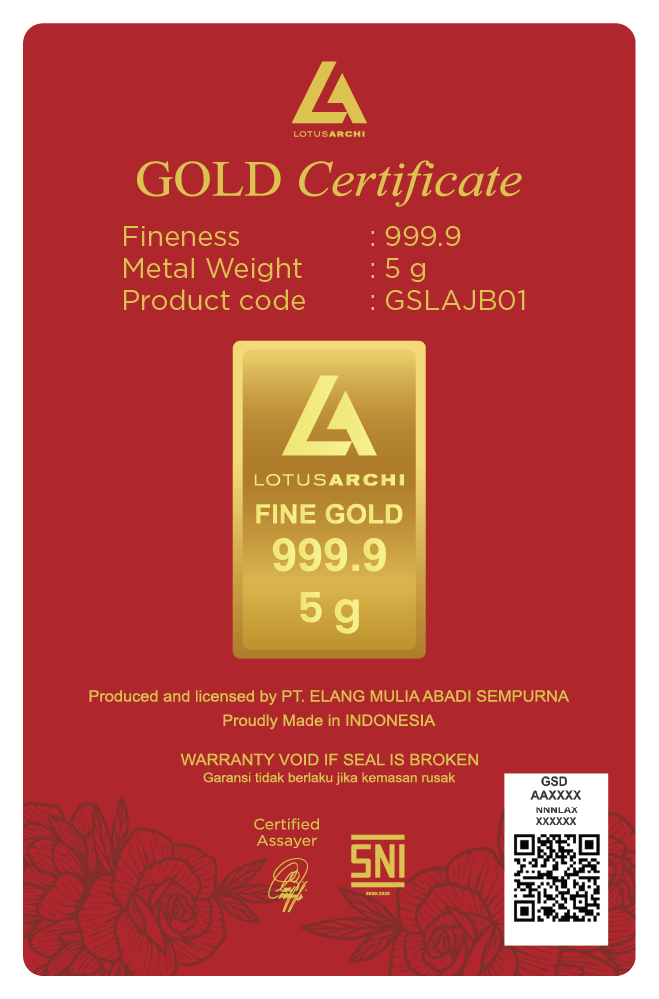 LOTUSARCHI
GOLD Certificate
Fineness : 999.9
Metal Weight : 5 g
Product code : GSLAJB01
LOTUSARCHI
FINE GOLD
999.9
5 g
Produced and licensed by PT. ELANG MULIA ABADI SEMPURNA
Proudly Made in INDONESIA
WARRANTY VOID IF SEAL IS BROKEN
Garansi tidak berlaku jika kemasan rusak
GSD
AAXXXX
NNNLAX
XXXXXX
Certified
Assayer
SNI